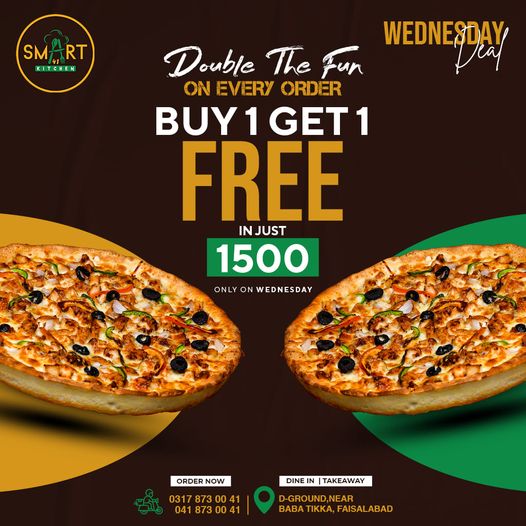 SMART
KITCHEN
WEDNESDAY
Deal
Double The Fun
ON EVERY ORDER
BUY 1 GET 1
FREE
IN JUST
1500
ONLY ON WEDNESDAY
ORDER NOW
0317 873 00 41
041 873 00 41
DINE IN | TAKEAWAY
D-GROUND,NEAR
BABA TIKKA, FAISALABAD